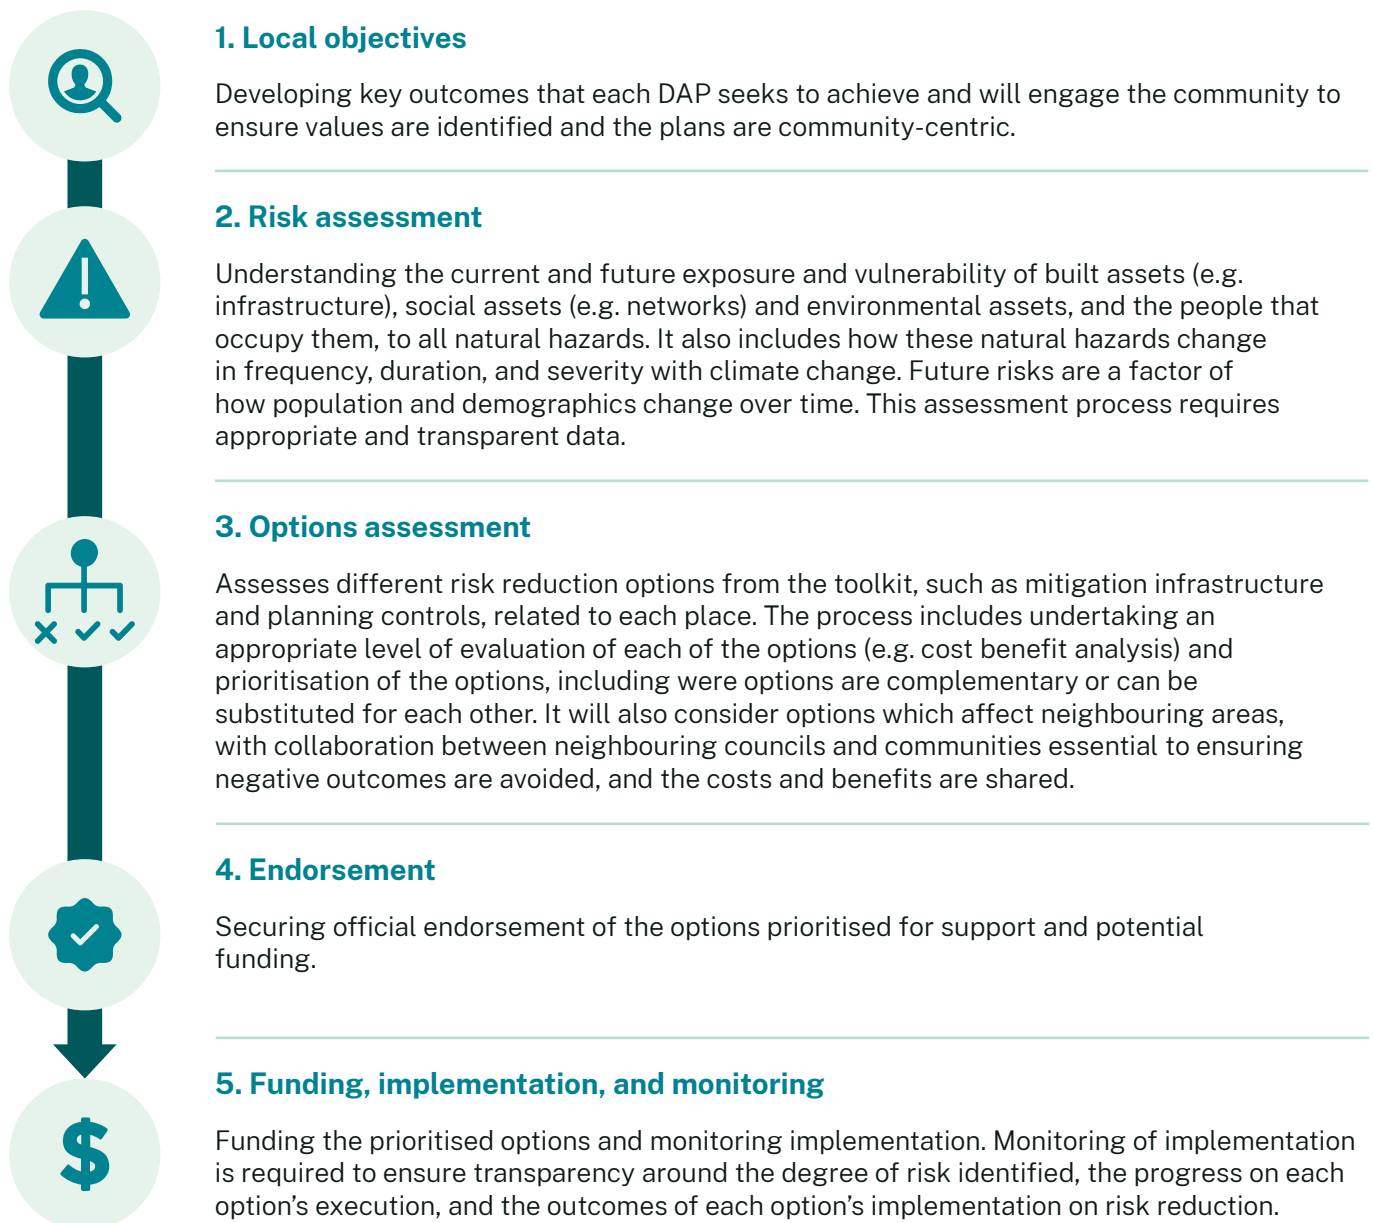 1. Local objectives
Developing key outcomes that each DAP seeks to achieve and will engage the community to
ensure values are identified and the plans are community-centric.
2. Risk assessment
Understanding the current and future exposure and vulnerability of built assets (e.g.
infrastructure), social assets (e.g. networks) and environmental assets, and the people that
occupy them, to all natural hazards. It also includes how these natural hazards change
in frequency, duration, and severity with climate change. Future risks are a factor of
how population and demographics change over time. This assessment process requires
appropriate and transparent data.
3. Options assessment
Assesses different risk reduction options from the toolkit, such as mitigation infrastructure
and planning controls, related to each place. The process includes undertaking an
appropriate level of evaluation of each of the options (e.g. cost benefit analysis) and
prioritisation of the options, including were options are complementary or can be
substituted for each other. It will also consider options which affect neighbouring areas,
with collaboration between neighbouring councils and communities essential to ensuring
negative outcomes are avoided, and the costs and benefits are shared.
4. Endorsement
Securing official endorsement of the options prioritised for support and potential
funding.
5. Funding, implementation, and monitoring
Funding the prioritised options and monitoring implementation. Monitoring of implementation
is required to ensure transparency around the degree of risk identified, the progress on each
option’s execution, and the outcomes of each option’s implementation on risk reduction.
$